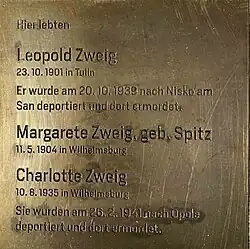 Hier lebten
Leopold Zweig
23. 10. 1901 in Tulln
Er wurde am 20. 10. 1939 nach Nisko am
San deportiert und dort ermordet.
Margarete Zweig, geb. Spitz
11. 5. 1904 in Wilhelmsburg
Charlotte Zweig
10. 8. 1935 in Wilhelmsburg
Sie wurden am 26. 2. 1941 nach Opole
deportiert und dort ermordet.